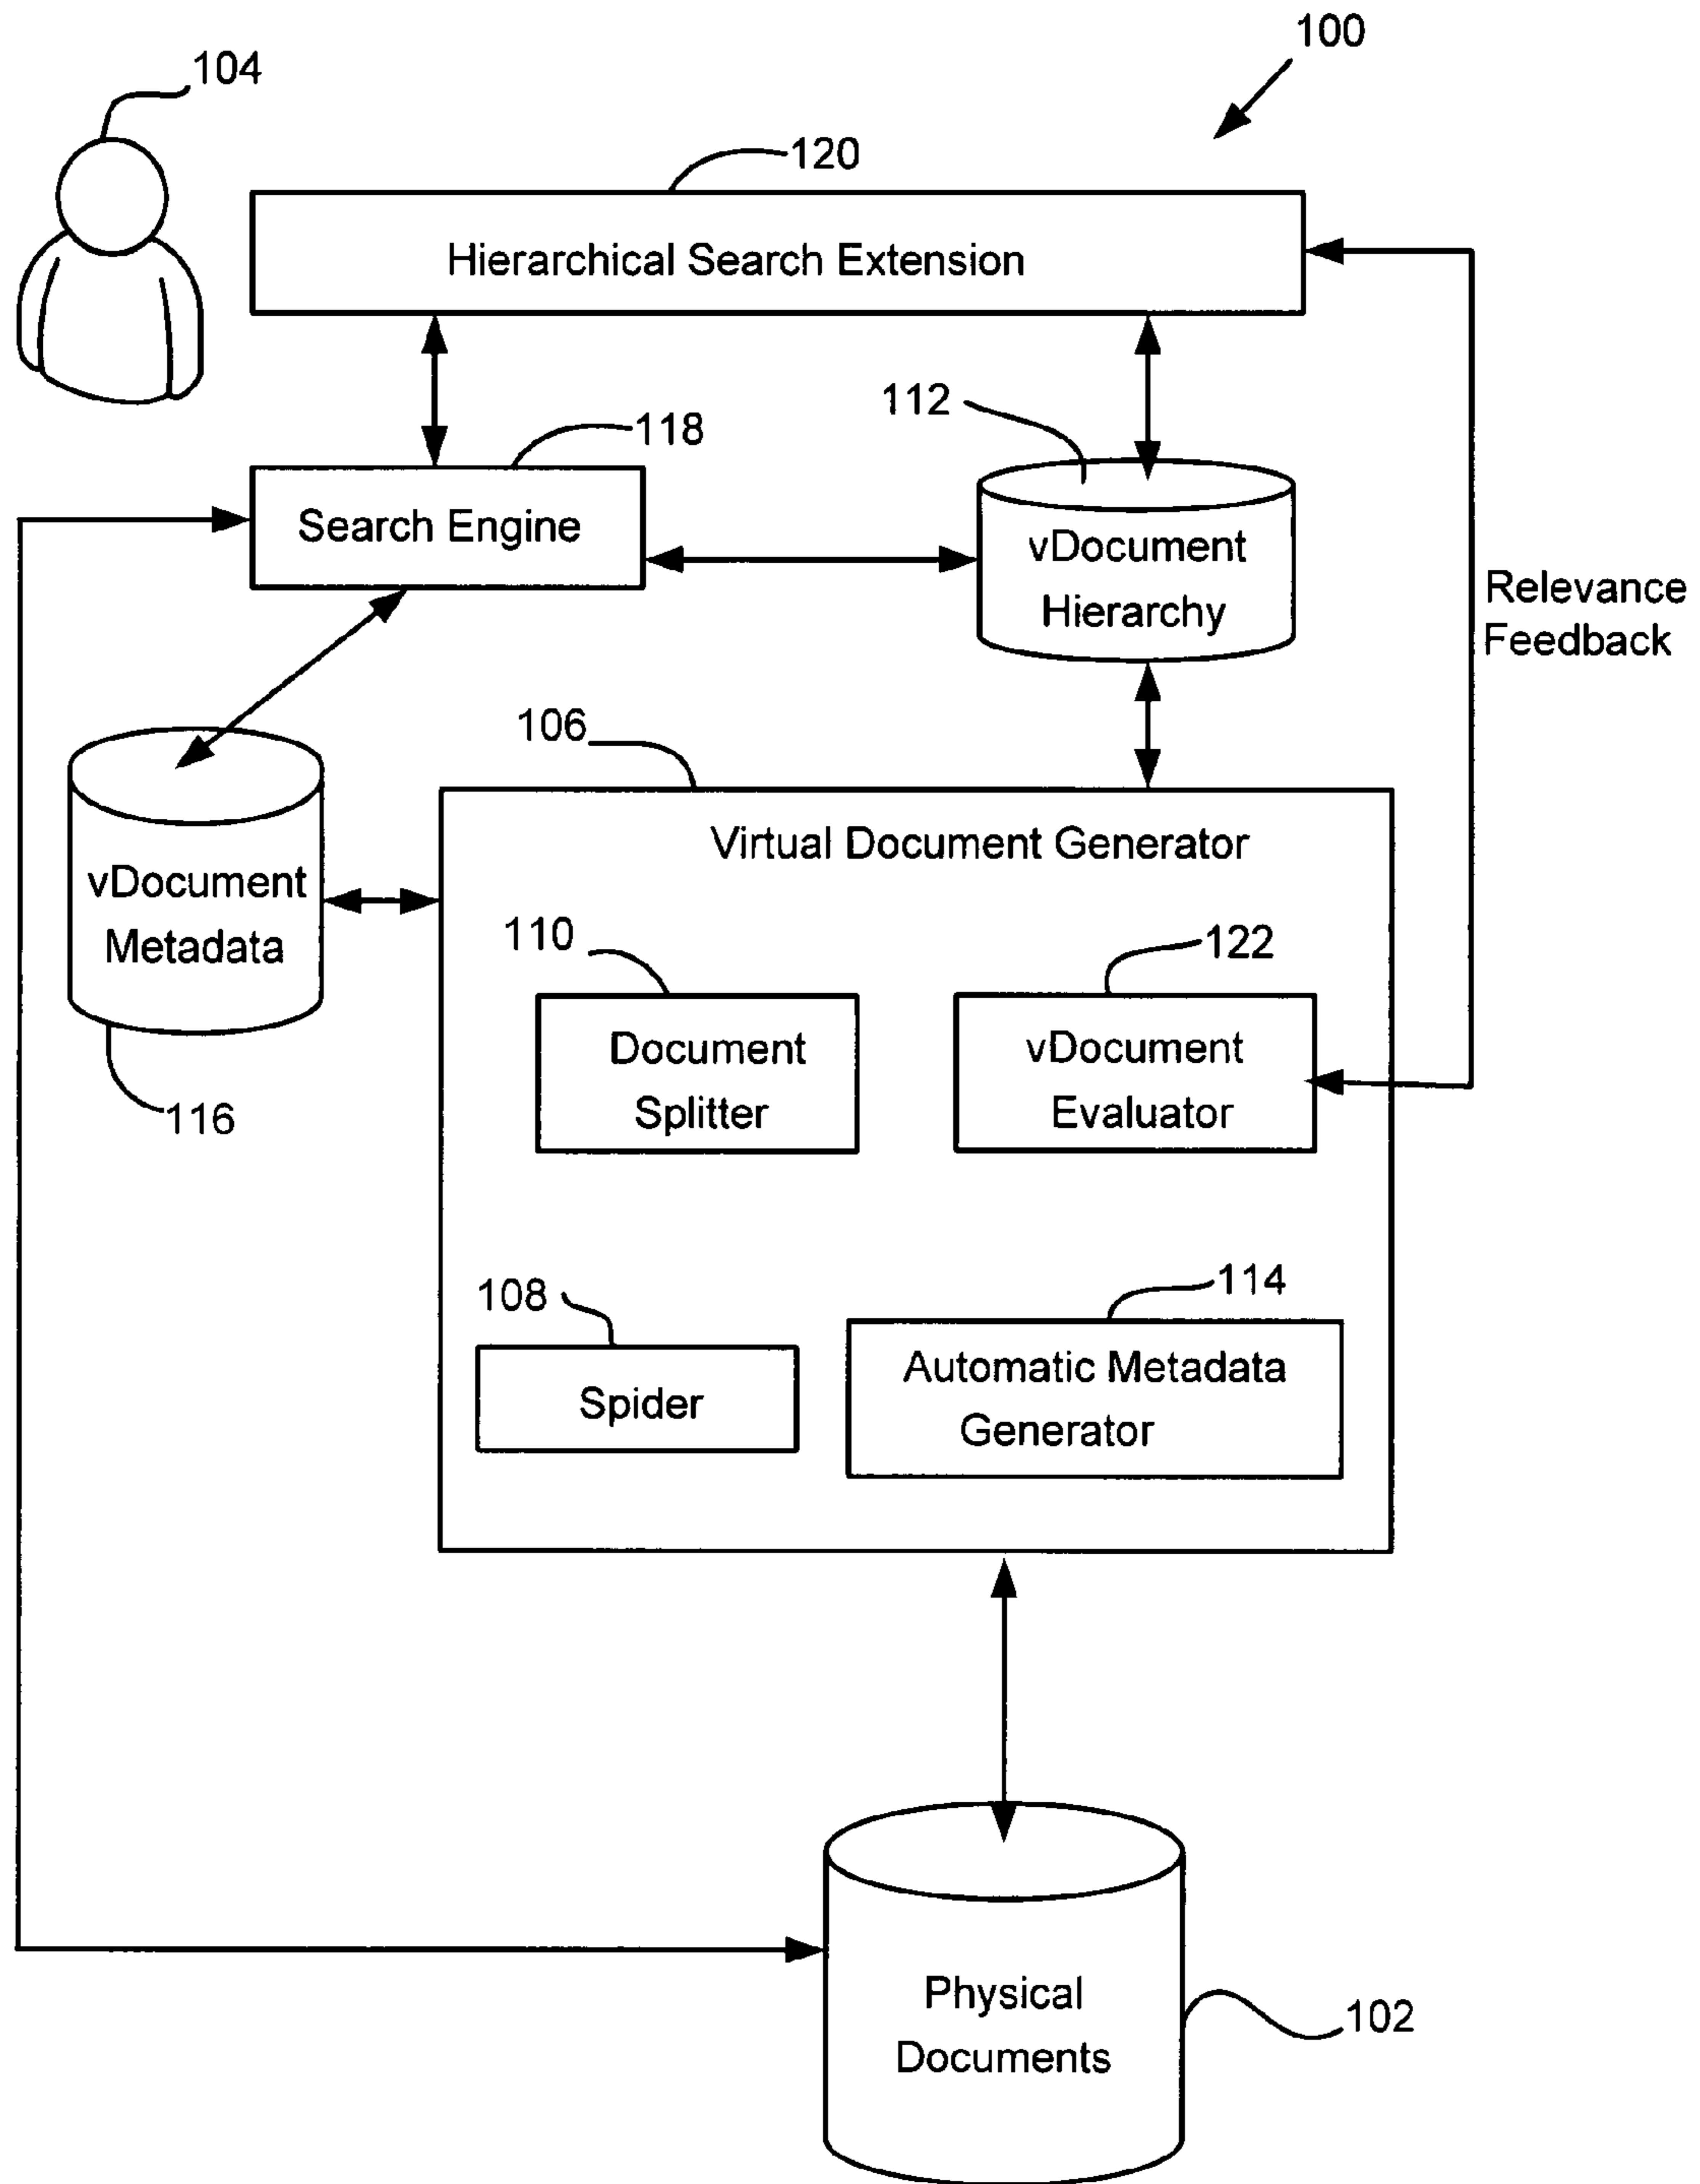 100
104
120
Hierarchical Search Extension
112
118
Search Engine
vDocument
Hierarchy
Relevance
Feedback
106
Virtual Document Generator
vDocument
Metadata
110
122
Document
Splitter
vDocument
Evaluator
116
108
114
Spider
Automatic Metadata
Generator
Physical
Documents
102